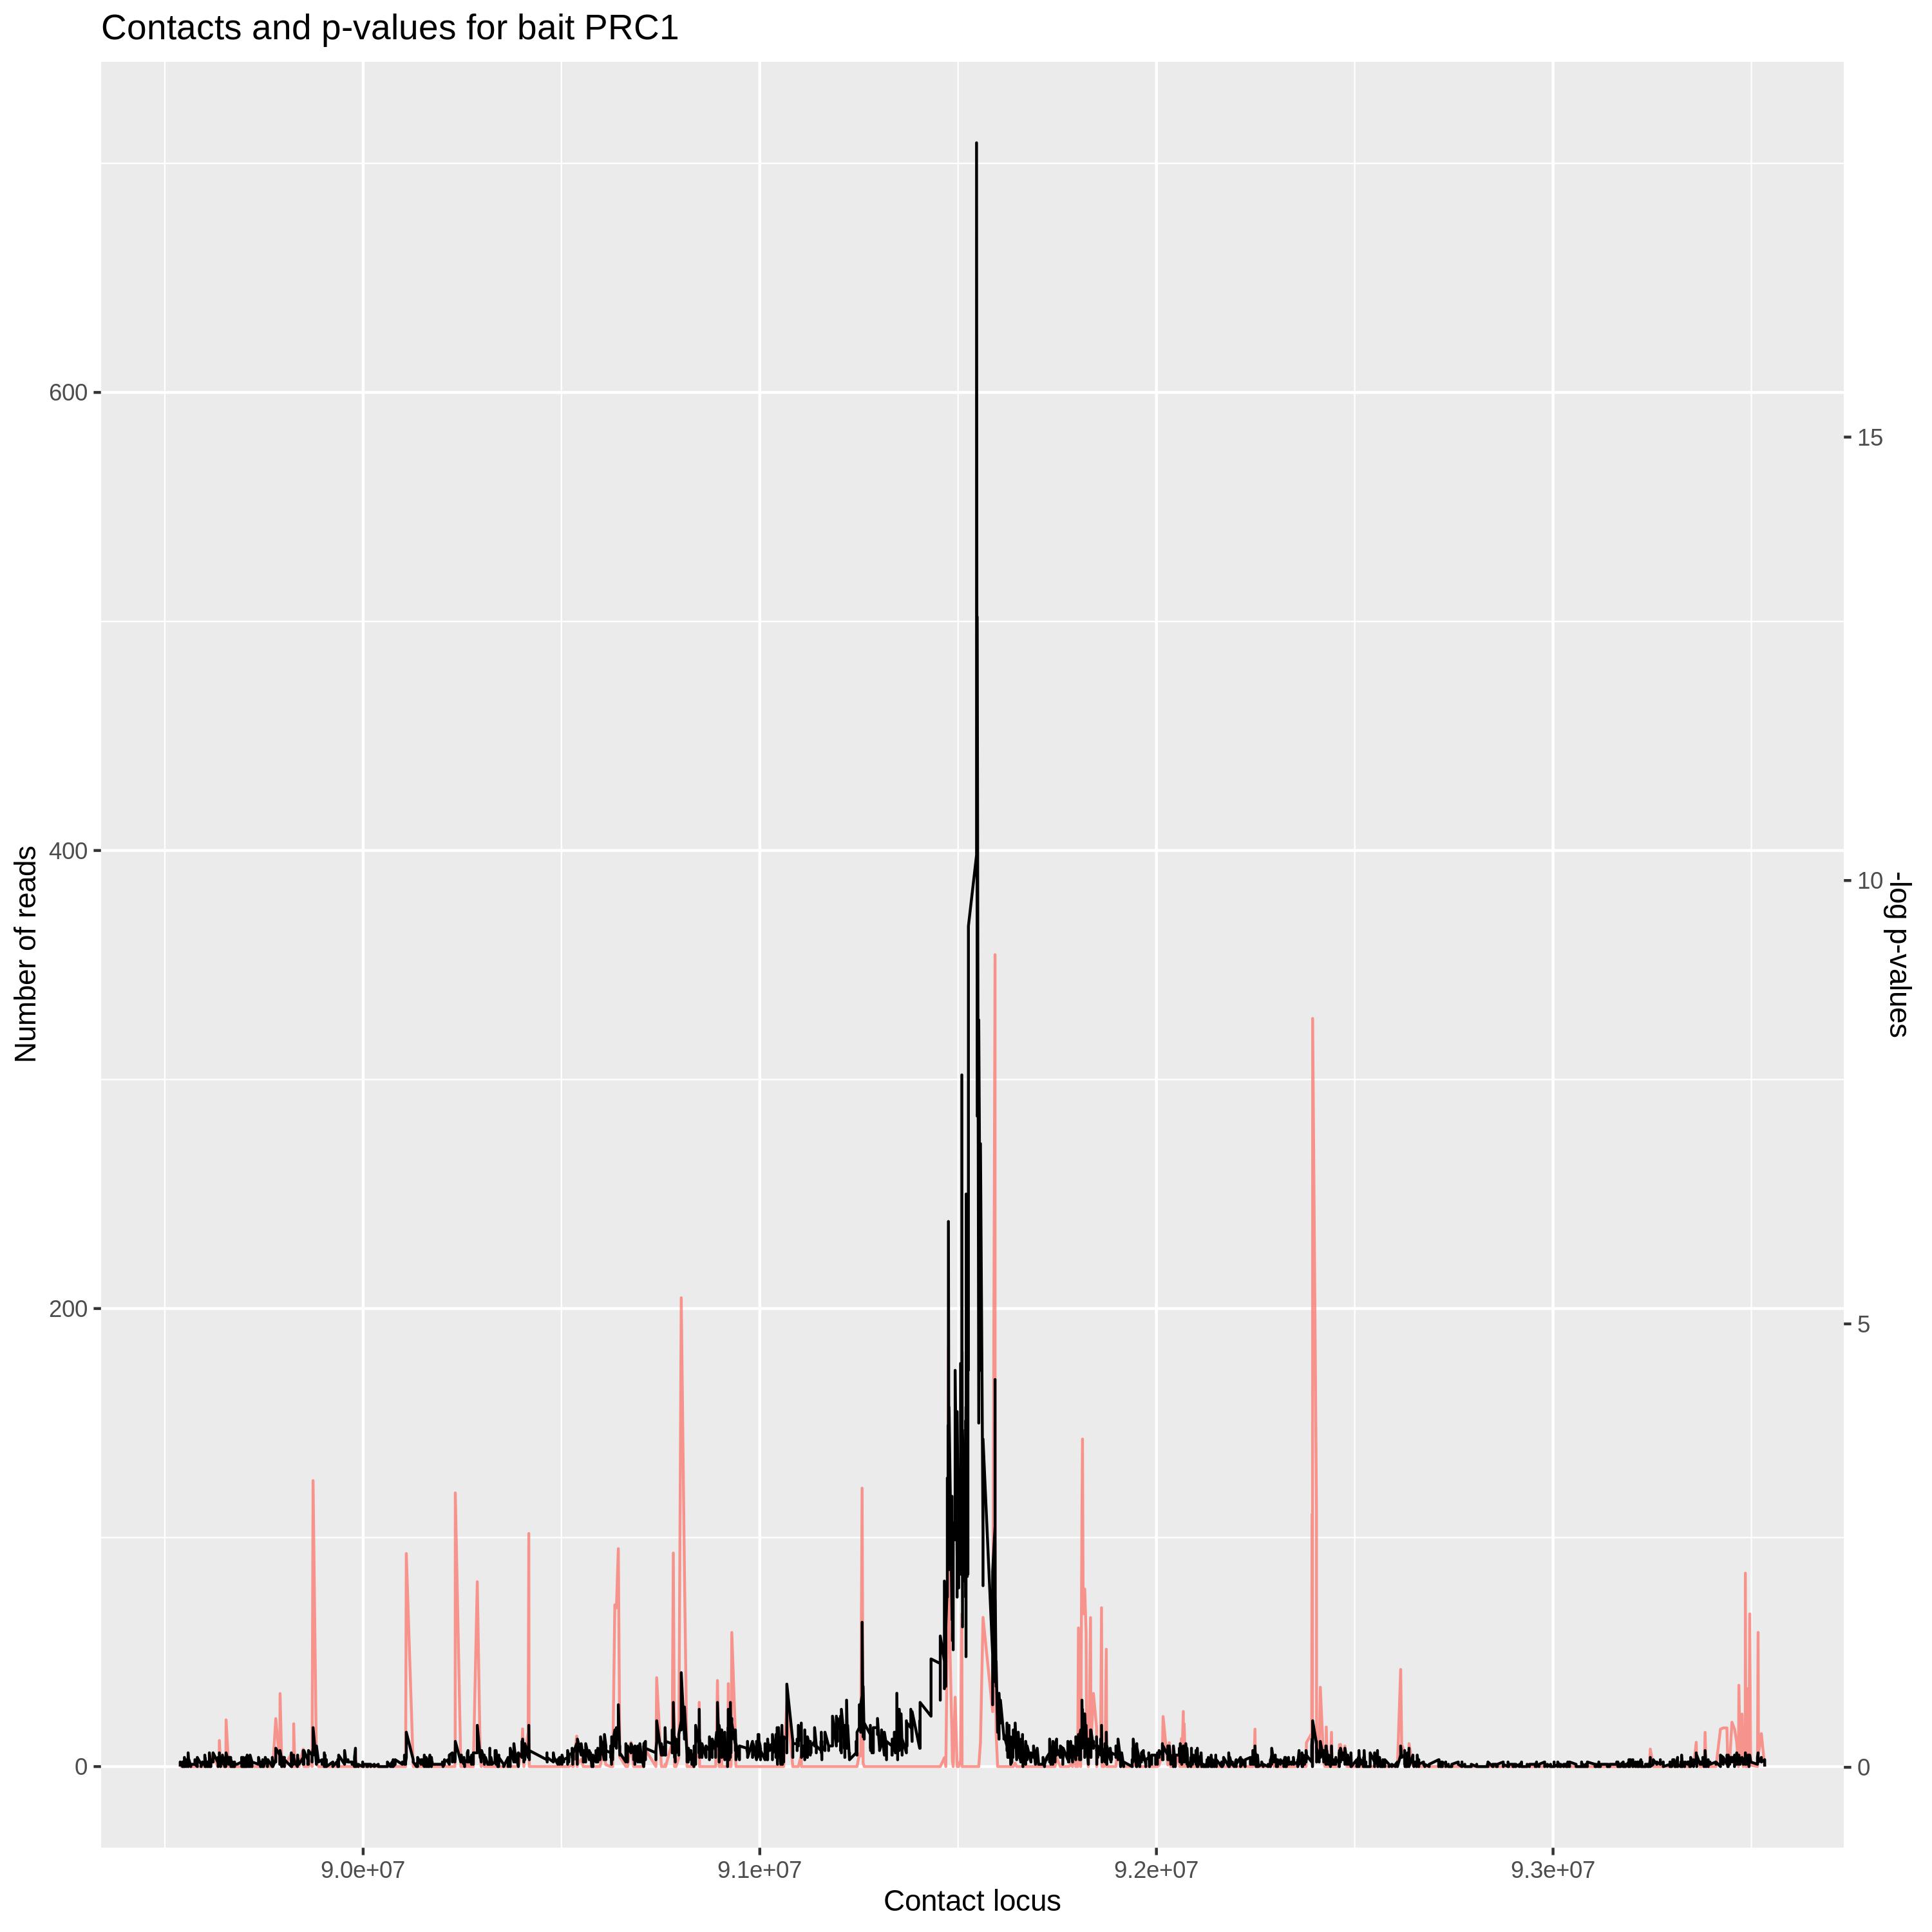 Contacts and p-values for bait PRC1
Number of reads
600
400
200
0
15
10
5
0
-log p-values
9.0e+07
9.1e+07
9.2e+07
9.3e+07
Contact locus